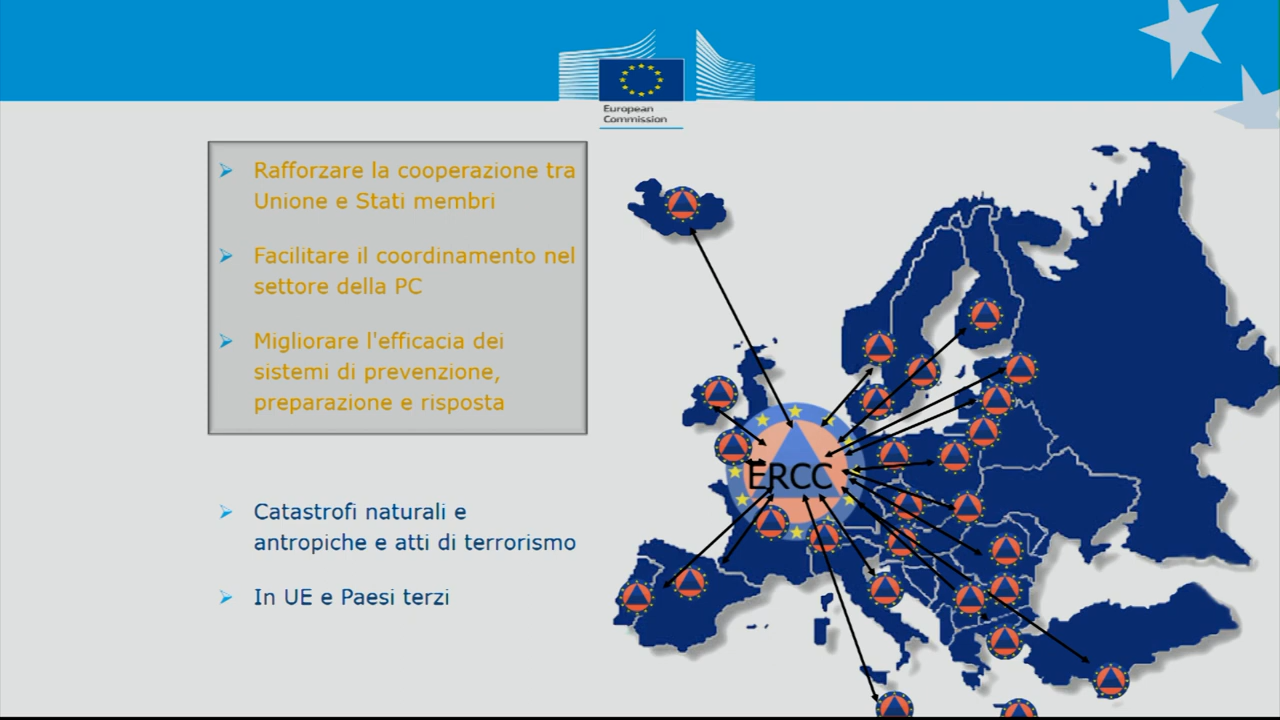 European
Commission
Rafforzare la cooperazione tra
Unione e Stati membri
Facilitare il coordinamento nel
settore della PC
Migliorare l'efficacia dei
sistemi di prevenzione,
preparazione e risposta
Catastrofi naturali e
antropiche e atti di terrorismo
In UE e Paesi terzi
ERCC